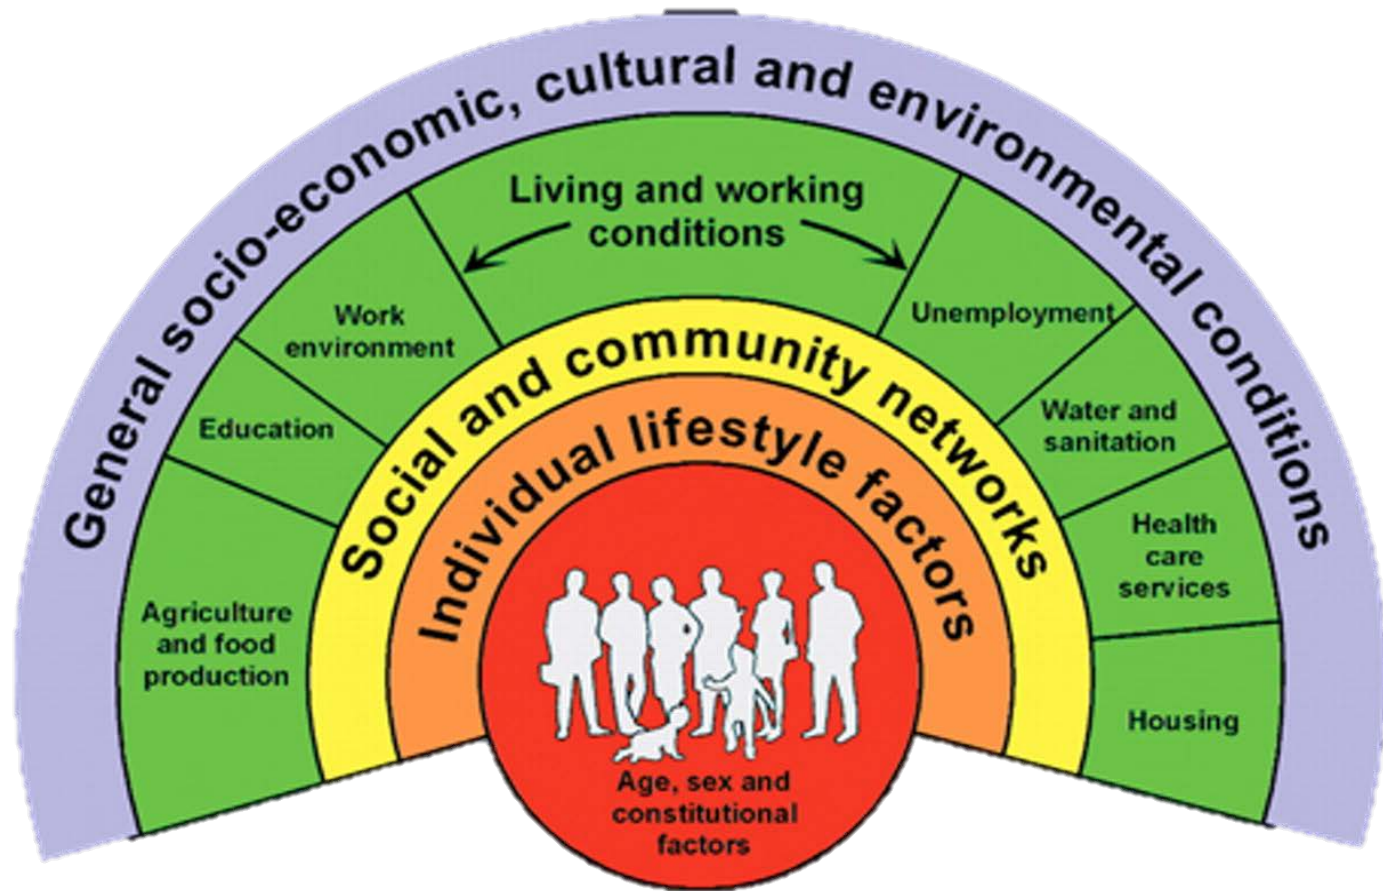 General socio-economic, cultural and environmental conditions
Living and working
conditions
Work
environment
Unemployment
Education
Water and
sanitation
Agriculture
and food
production
Health
care
services
Housing
Social and community networks
Individual lifestyle factors
Age, sex and
constitutional
factors